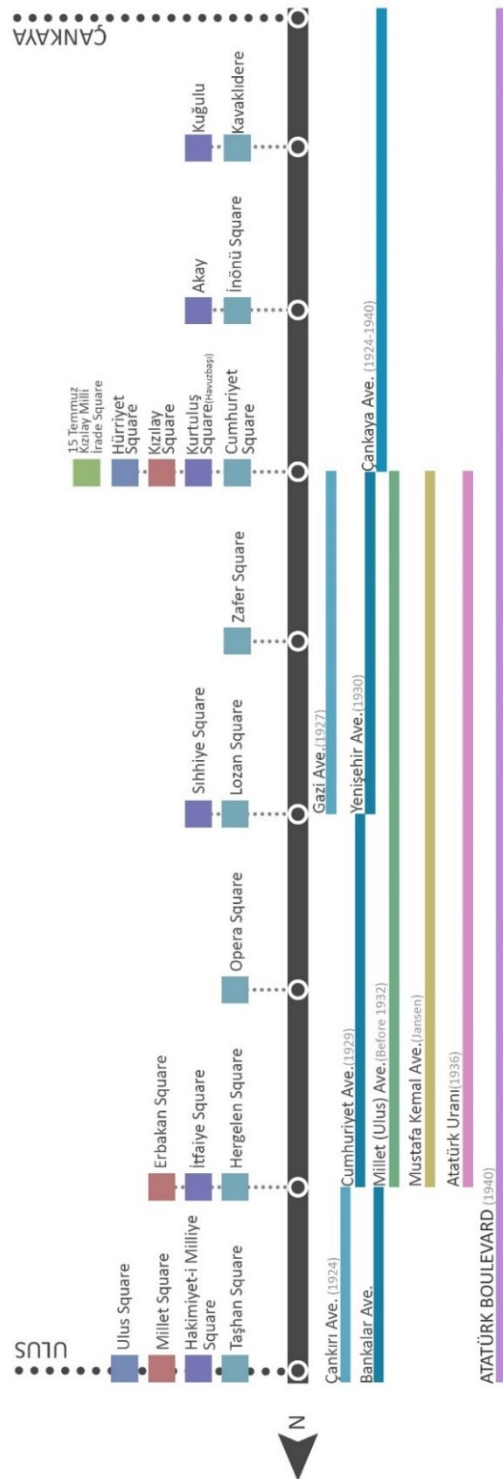 ULUS
ÇANKAYA
Ulus Square
Millet Square
Hakimiyet-i Milliye
Square
Taşhan Square
Erbakan Square
İtfaiye Square
Hergelen Square
Opera Square
Sıhhiye Square
Lozan Square
Zafer Square
15 Temmuz
Kızılay Milli
İrade Square
Hürriyet
Square
Kızılay
Square
Kurtuluş
Square(Havuzbaşı)
Cumhuriyet
Square
Akay
İnönü Square
Kuğulu
Kavaklıdere
N
Çankırı Ave. (1924)
Bankalar Ave.
Cumhuriyet Ave.(1929)
Millet (Ulus) Ave.(Before 1932)
Mustafa Kemal Ave.(Jansen)
Atatürk Uranı(1936)
Gazi Ave.(1927)
Yenişehir Ave.(1930)
Çankaya Ave. (1924-1940)
ATATÜRK BOULEVARD (1940)